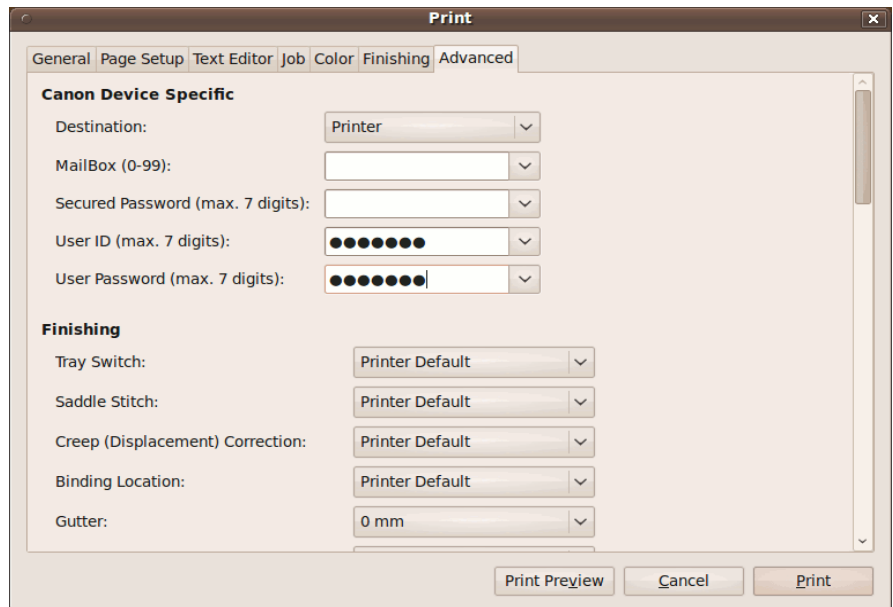 Print
General Page Setup Text Editor Job Color Finishing Advanced
Canon Device Specific
Destination: Printer
MailBox (0-99):
Secured Password (max. 7 digits):
User ID (max. 7 digits): ●●●●●●●
User Password (max. 7 digits): ●●●●●●●
Finishing
Tray Switch: Printer Default
Saddle Stitch: Printer Default
Creep (Displacement) Correction: Printer Default
Binding Location: Printer Default
Gutter: 0 mm
Print Preview Cancel Print